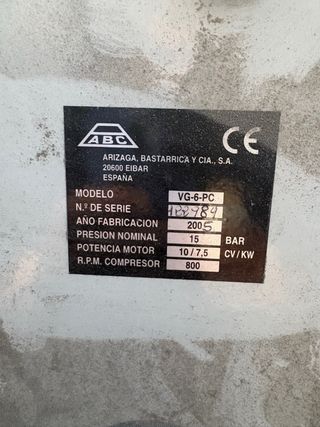 ABC
CE
ARIZAGA, BASTARRICA Y CIA., S.A.
20600 EIBAR
ESPAÑA
MODELO VG-6-PC
N.º DE SERIE
AÑO FABRICACION 2005
PRESION NOMINAL 15 BAR
POTENCIA MOTOR 10 / 7,5 CV/KW
R.P.M. COMPRESOR 800